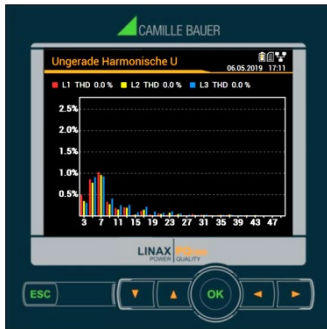 CAMILLE BAUER
Ungerade Harmonische U
06.05.2019 17:11
L1 THD 0.0 % L2 THD 0.0 % L3 THD 0.0 %
2.5%
2.0%
1.5%
1.0%
0.5%
3 7 11 15 19 23 27 31 35 39 43 47
LINAX
POWER QUALITY
ESC
OK